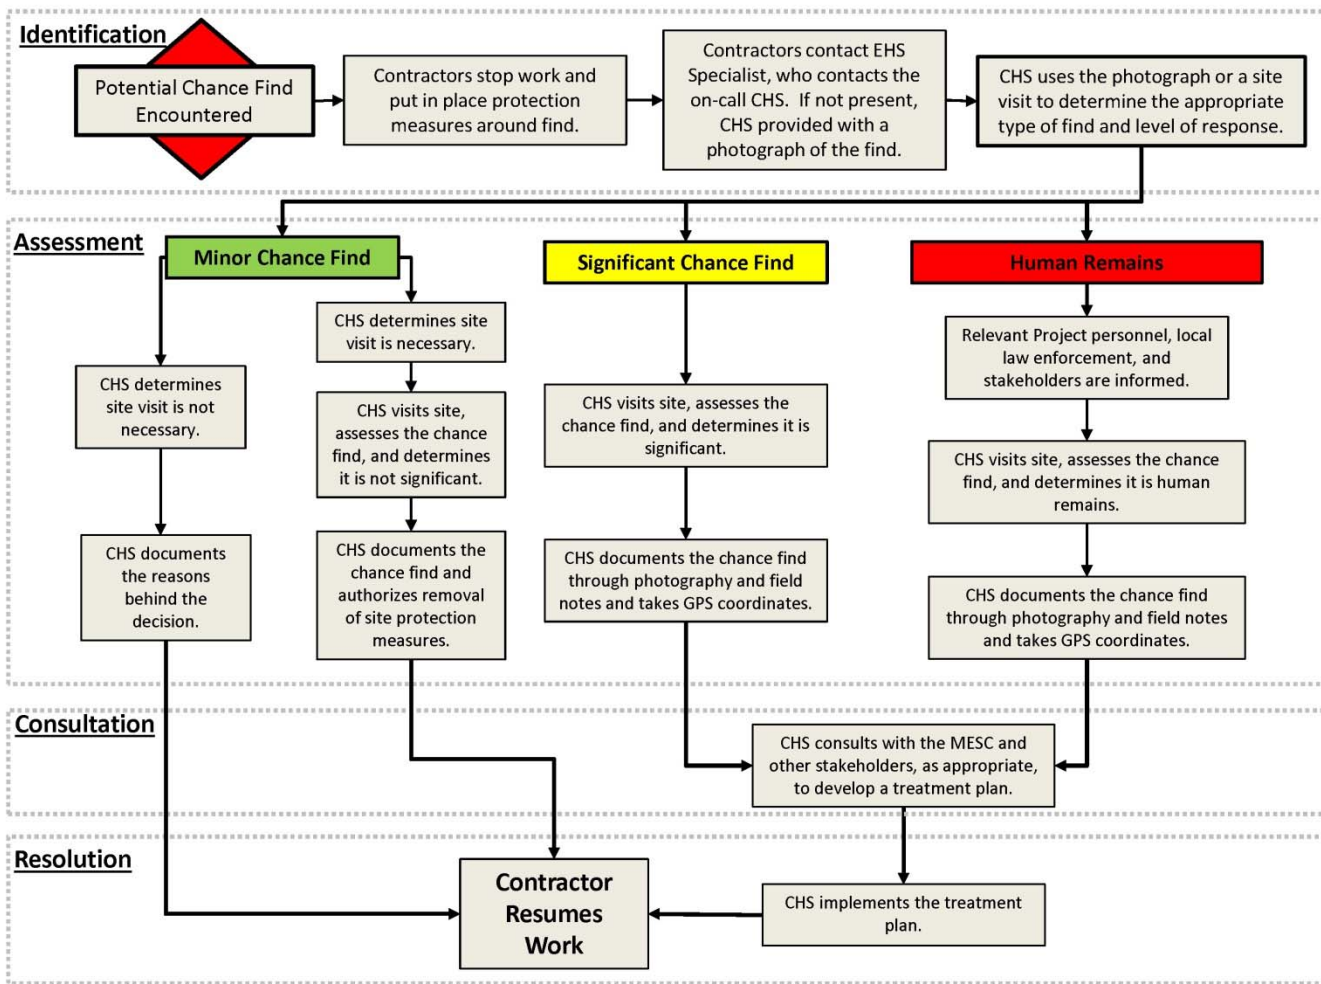 Identification
Potential Chance Find
Encountered
Contractors stop work and
put in place protection
measures around find.
Contractors contact EHS
Specialist, who contacts the
on-call CHS.  If not present,
CHS provided with a
photograph of the find.
CHS uses the photograph or a site
visit to determine the appropriate
type of find and level of response.
Assessment
Minor Chance Find
Significant Chance Find
Human Remains
CHS determines
site visit is not
necessary.
CHS documents
the reasons
behind the
decision.
CHS determines site
visit is necessary.
CHS visits site,
assesses the chance
find, and determines
it is not significant.
CHS documents the
chance find and
authorizes removal
of site protection
measures.
CHS visits site, assesses the
chance find, and determines it is
significant.
CHS documents the chance find
through photography and field
notes and takes GPS coordinates.
Relevant Project personnel, local
law enforcement, and
stakeholders are informed.
CHS visits site, assesses the chance
find, and determines it is human
remains.
CHS documents the chance find
through photography and field notes
and takes GPS coordinates.
Consultation
CHS consults with the MESC and
other stakeholders, as appropriate,
to develop a treatment plan.
Resolution
Contractor
Resumes
Work
CHS implements the treatment
plan.